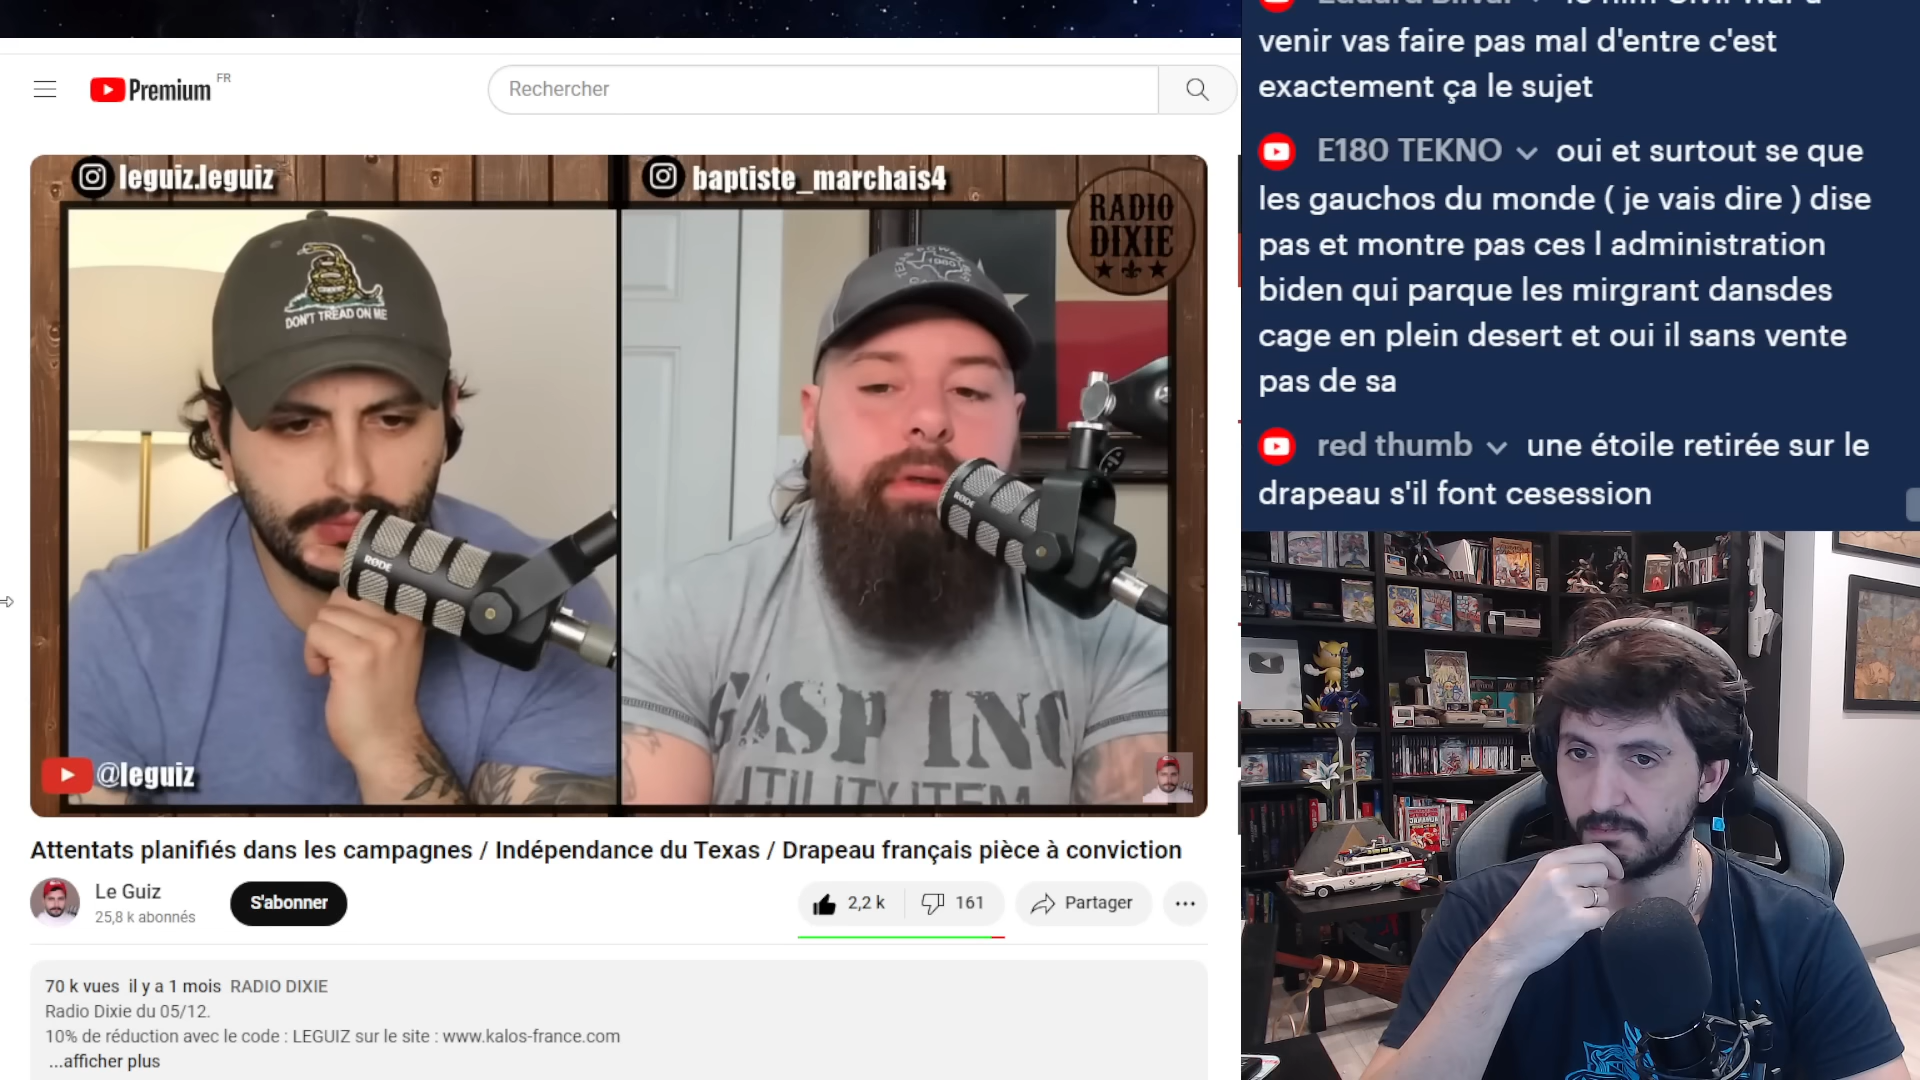 Premium FR
Rechercher
leguiz.leguiz
baptiste_marchais4
RADIO
DIXIE
DON'T TREAD ON ME
RØDE
RØDE
GASP INC
UTILITY ITEM
@leguiz
Attentats planifiés dans les campagnes / Indépendance du Texas / Drapeau français pièce à conviction
Le Guiz
25,8 k abonnés
S'abonner
2,2 k
161
Partager
70 k vues il y a 1 mois RADIO DIXIE
Radio Dixie du 05/12.
10% de réduction avec le code : LEGUIZ sur le site : www.kalos-france.com
...afficher plus
venir vas faire pas mal d'entre c'est
exactement ça le sujet
E180 TEKNO oui et surtout se que
les gauchos du monde ( je vais dire ) dise
pas et montre pas ces l administration
biden qui parque les mirgrant dansdes
cage en plein desert et oui il sans vente
pas de sa
red thumb une étoile retirée sur le
drapeau s'il font cesession